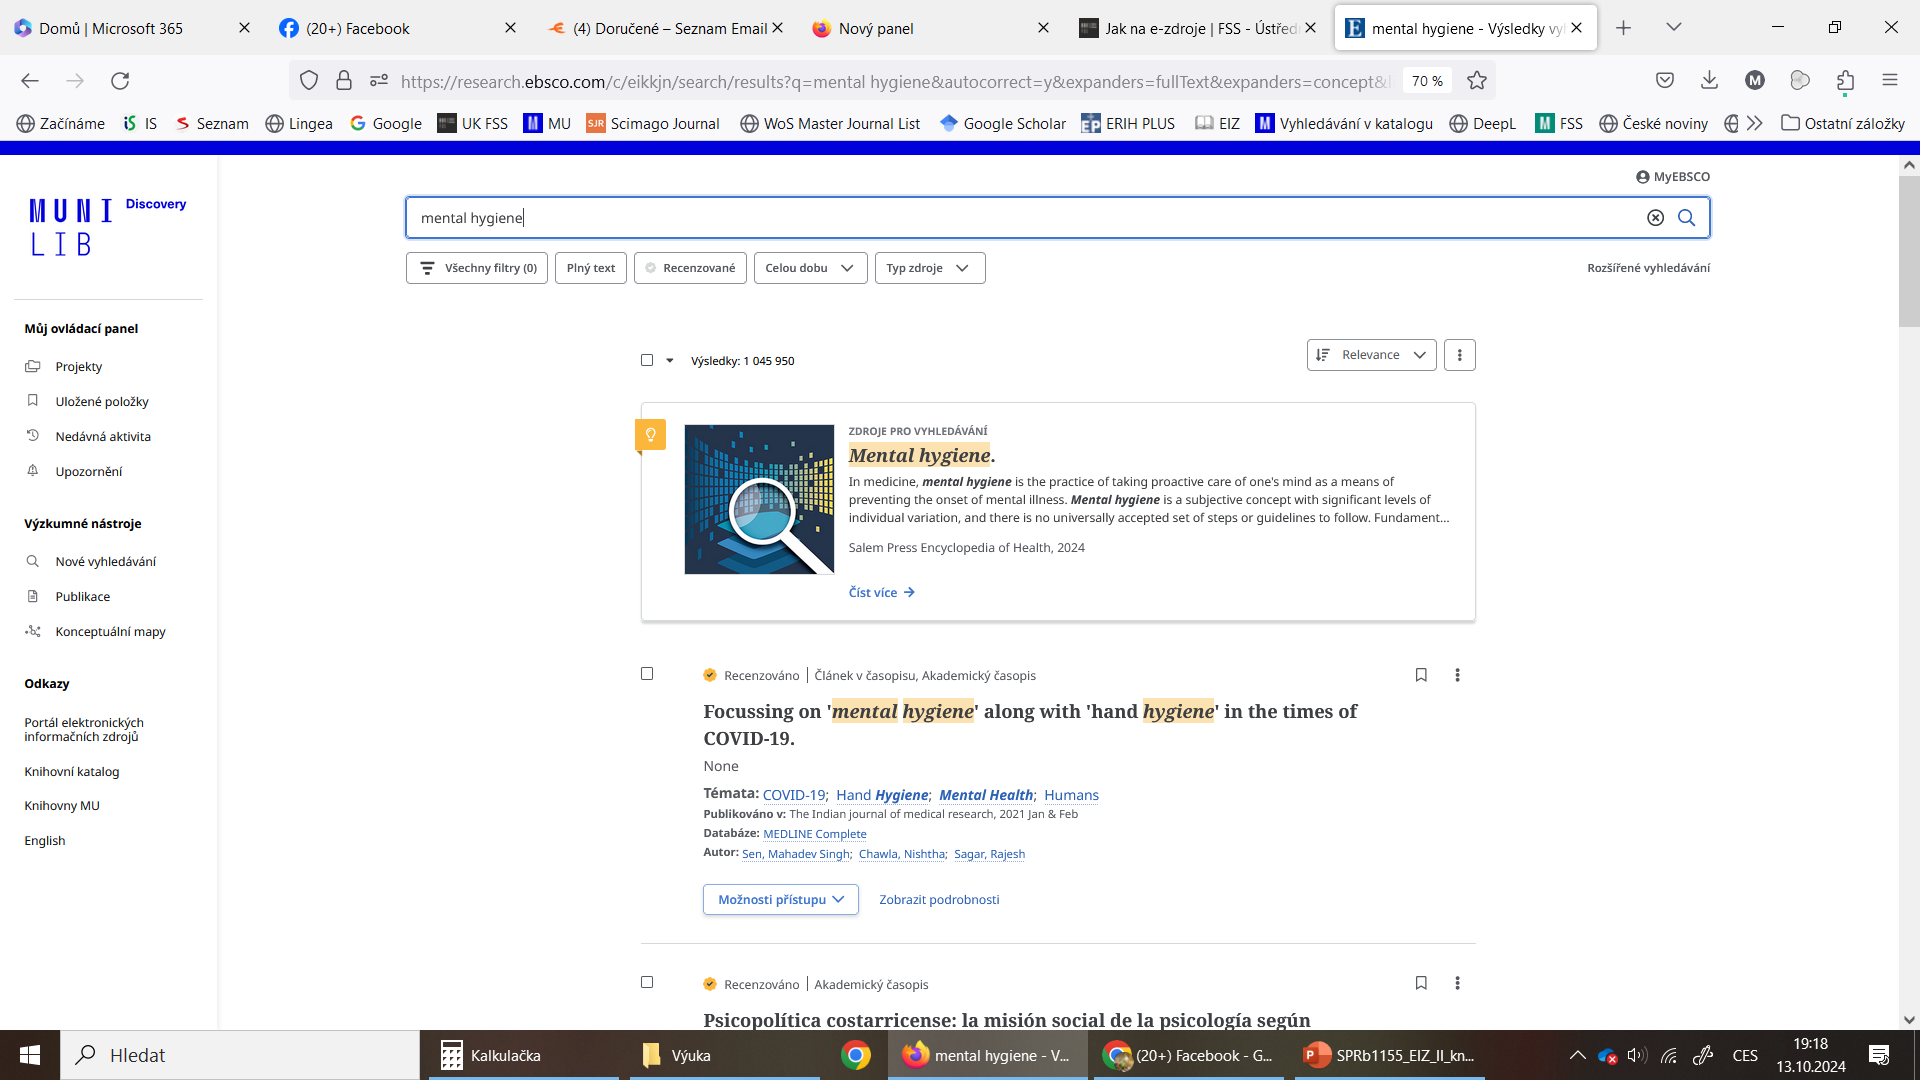 Domů | Microsoft 365
(20+) Facebook
(4) Doručené – Seznam Email
Nový panel
Jak na e-zdroje | FSS - Ústředn
mental hygiene - Výsledky vyh
https://research.ebsco.com/c/eikkjn/search/results?q=mental hygiene&autocorrect=y&expanders=fullText&expanders=concept&l
70 %
Začínáme
IS
Seznam
Lingea
Google
UK FSS
MU
Scimago Journal
WoS Master Journal List
Google Scholar
ERIH PLUS
EIZ
Vyhledávání v katalogu
DeepL
FSS
České noviny
Ostatní záložky
MUNI LIB
Discovery
MyEBSCO
mental hygiene
Všechny filtry (0)
Plný text
Recenzované
Celou dobu
Typ zdroje
Rozšířené vyhledávání
Můj ovládací panel
Projekty
Uložené položky
Nedávná aktivita
Upozornění
Výzkumné nástroje
Nové vyhledávání
Publikace
Konceptuální mapy
Odkazy
Portál elektronických
informačních zdrojů
Knihovní katalog
Knihovny MU
English
Výsledky: 1 045 950
Relevance
ZDROJE PRO VYHLEDÁVÁNÍ
Mental hygiene.
In medicine, mental hygiene is the practice of taking proactive care of one's mind as a means of
preventing the onset of mental illness. Mental hygiene is a subjective concept with significant levels of
individual variation, and there is no universally accepted set of steps or guidelines to follow. Fundament...
Salem Press Encyclopedia of Health, 2024
Číst více
Recenzováno | Článek v časopisu, Akademický časopis
Focussing on 'mental hygiene' along with 'hand hygiene' in the times of
COVID-19.
None
Témata: COVID-19; Hand Hygiene; Mental Health; Humans
Publikováno v: The Indian journal of medical research, 2021 Jan & Feb
Databáze: MEDLINE Complete
Autor: Sen, Mahadev Singh; Chawla, Nishtha; Sagar, Rajesh
Možnosti přístupu
Zobrazit podrobnosti
Recenzováno | Akademický časopis
Psicopolítica costarricense: la misión social de la psicología según
Hledat
Kalkulačka
Výuka
mental hygiene - V...
(20+) Facebook - G...
SPRb1155_EIZ_II_kn...
CES
19:18
13.10.2024